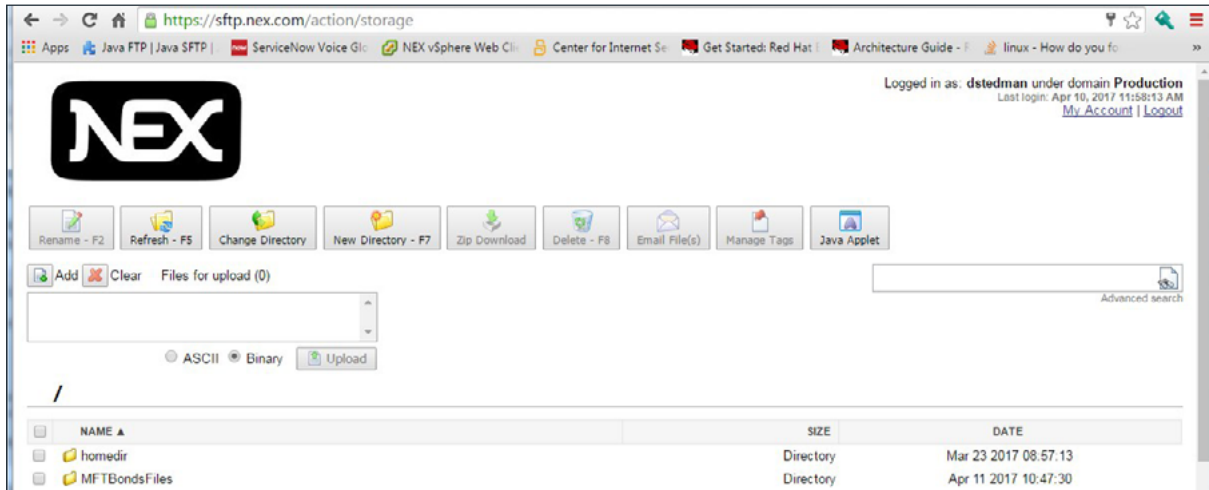 https://sftp.nex.com/action/storage
Apps Java FTP | Java SFTP | ServiceNow Voice Glo NEX vSphere Web Cli Center for Internet Se Get Started: Red Hat Architecture Guide - linux - How do you fo »
Logged in as: dstedman under domain Production
Last login: Apr 10, 2017 11:58:13 AM
My Account | Logout
NEX
Rename - F2 Refresh - F5 Change Directory New Directory - F7 Zip Download Delete - F8 Email File(s) Manage Tags Java Applet
Add Clear Files for upload (0)
Advanced search
ASCII Binary Upload
/
NAME ▲ SIZE DATE
homedir Directory Mar 23 2017 08:57:13
MFTBondsFiles Directory Apr 11 2017 10:47:30